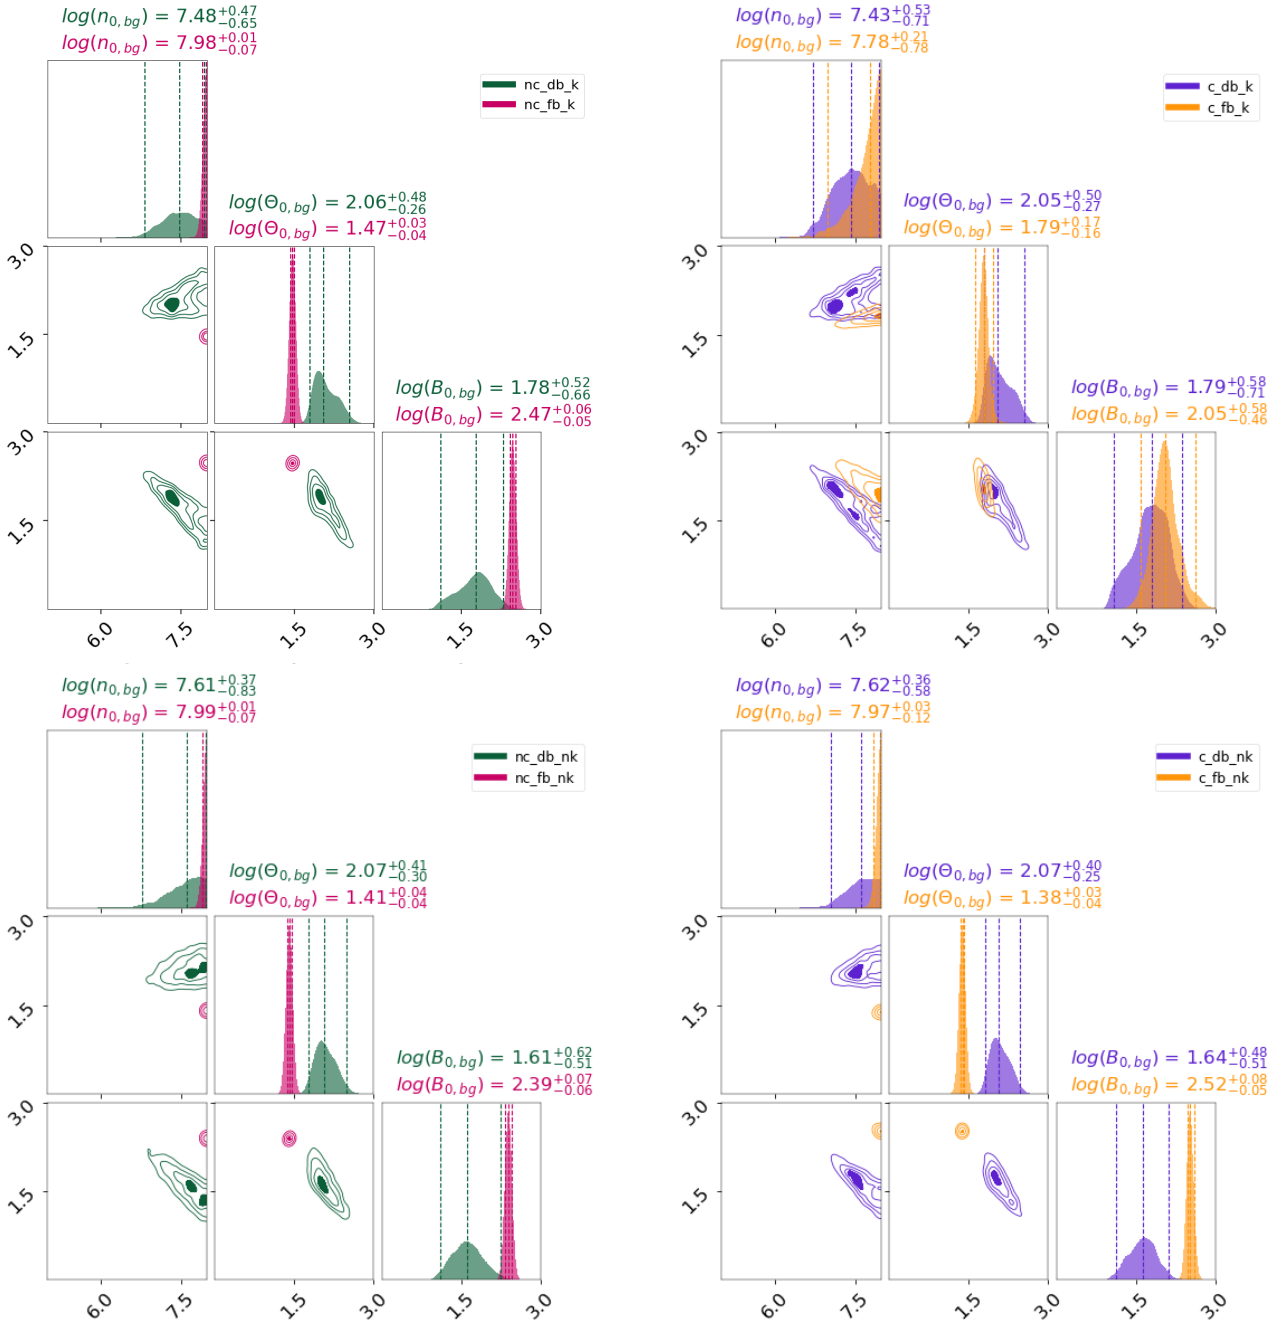 log(n0,bg) = 7.48+0.47−0.65
log(n0,bg) = 7.98+0.01−0.07
nc_db_k
nc_fb_k
log(Θ0,bg) = 2.06+0.48−0.26
log(Θ0,bg) = 1.47+0.03−0.04
3.0
1.5
log(B0,bg) = 1.78+0.52−0.66
log(B0,bg) = 2.47+0.06−0.05
3.0
1.5
6.0 7.5 1.5 3.0 1.5 3.0
log(n0,bg) = 7.43+0.53−0.71
log(n0,bg) = 7.78+0.21−0.78
c_db_k
c_fb_k
log(Θ0,bg) = 2.05+0.50−0.27
log(Θ0,bg) = 1.79+0.17−0.16
3.0
1.5
log(B0,bg) = 1.79+0.58−0.71
log(B0,bg) = 2.05+0.58−0.46
3.0
1.5
6.0 7.5 1.5 3.0 1.5 3.0
log(n0,bg) = 7.61+0.37−0.83
log(n0,bg) = 7.99+0.01−0.07
nc_db_nk
nc_fb_nk
log(Θ0,bg) = 2.07+0.41−0.30
log(Θ0,bg) = 1.41+0.04−0.04
3.0
1.5
log(B0,bg) = 1.61+0.62−0.51
log(B0,bg) = 2.39+0.07−0.06
3.0
1.5
6.0 7.5 1.5 3.0 1.5 3.0
log(n0,bg) = 7.62+0.36−0.58
log(n0,bg) = 7.97+0.03−0.12
c_db_nk
c_fb_nk
log(Θ0,bg) = 2.07+0.40−0.25
log(Θ0,bg) = 1.38+0.03−0.04
3.0
1.5
log(B0,bg) = 1.64+0.48−0.51
log(B0,bg) = 2.52+0.08−0.05
3.0
1.5
6.0 7.5 1.5 3.0 1.5 3.0